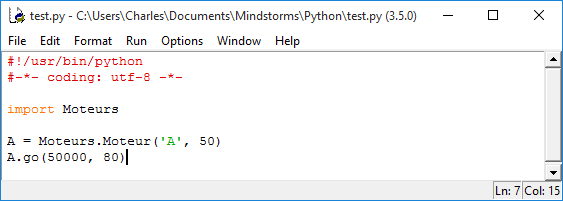 test.py - C:\Users\Charles\Documents\Mindstorms\Python\test.py (3.5.0)
File Edit Format Run Options Window Help
#!/usr/bin/python
#-*- coding: utf-8 -*-
import Moteurs
A = Moteurs.Moteur('A', 50)
A.go(50000, 80)
Ln: 7 Col: 15